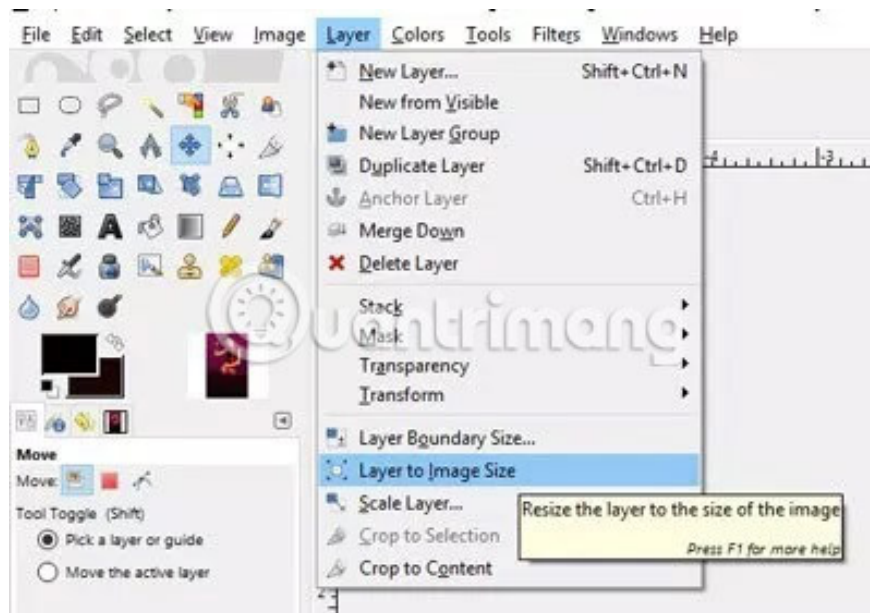 File Edit Select View Image Layer Colors Tools Filters Windows Help
New Layer... Shift+Ctrl+N
New from Visible
New Layer Group
Duplicate Layer Shift+Ctrl+D
Anchor Layer Ctrl+H
Merge Down
Delete Layer
Stack
Mask
Transparency
Transform
Layer Boundary Size...
Layer to Image Size
Scale Layer...
Crop to Selection
Crop to Content
Resize the layer to the size of the image
Press F1 for more help
Quantrimang
Move
Move:
Tool Toggle (Shift)
Pick a layer or guide
Move the active layer